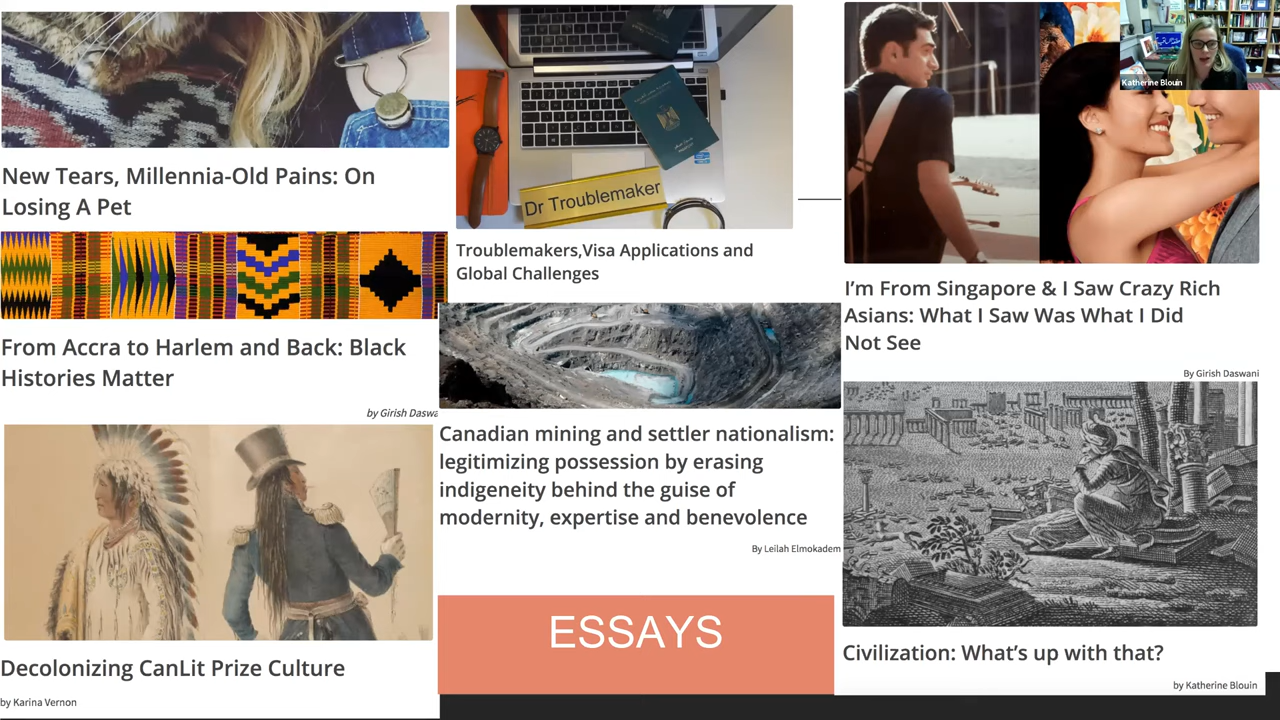 New Tears, Millennia-Old Pains: On
Losing A Pet
From Accra to Harlem and Back: Black
Histories Matter
by Girish Daswa
Decolonizing CanLit Prize Culture
by Karina Vernon
Dr Troublemaker
Troublemakers,Visa Applications and
Global Challenges
Canadian mining and settler nationalism:
legitimizing possession by erasing
indigeneity behind the guise of
modernity, expertise and benevolence
By Leilah Elmokadem
ESSAYS
Katherine Blouin
I’m From Singapore & I Saw Crazy Rich
Asians: What I Saw Was What I Did
Not See
By Girish Daswani
Civilization: What’s up with that?
by Katherine Blouin